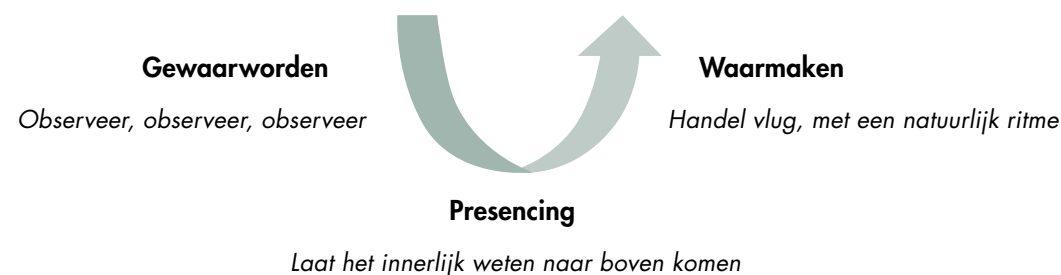 Gewaarworden
Observeer, observeer, observeer
Waarmaken
Handel vlug, met een natuurlijk ritme
Presencing
Laat het innerlijk weten naar boven komen